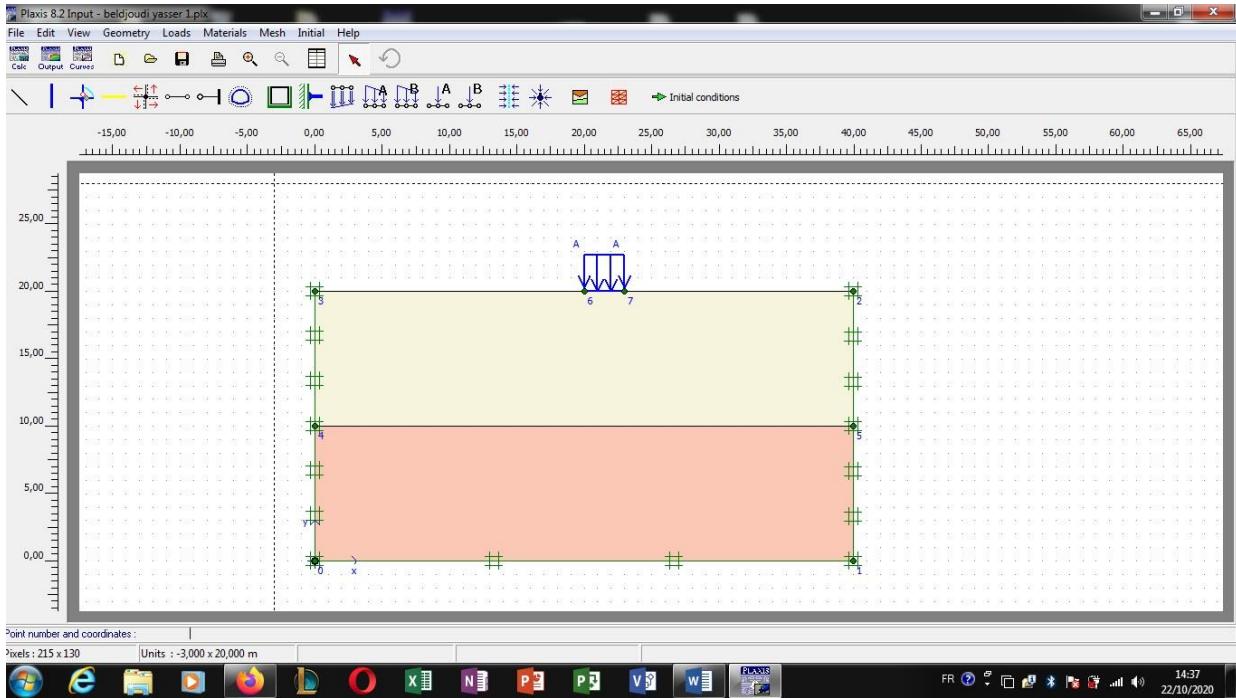 Plaxis 8.2 Input - beldjoudi yasser 1.plx
File Edit View Geometry Loads Materials Mesh Initial Help
Calc Output Curves
A B A B Initial conditions
-15,00 -10,00 -5,00 0,00 5,00 10,00 15,00 20,00 25,00 30,00 35,00 40,00 45,00 50,00 55,00 60,00 65,00
25,00
A A
20,00
3 6 7 2
15,00
10,00
4 5
5,00
y
0,00
0 x 1
Point number and coordinates :
Pixels : 215 x 130 Units : -3,000 x 20,000 m
PLAXIS
FR 14:37
22/10/2020